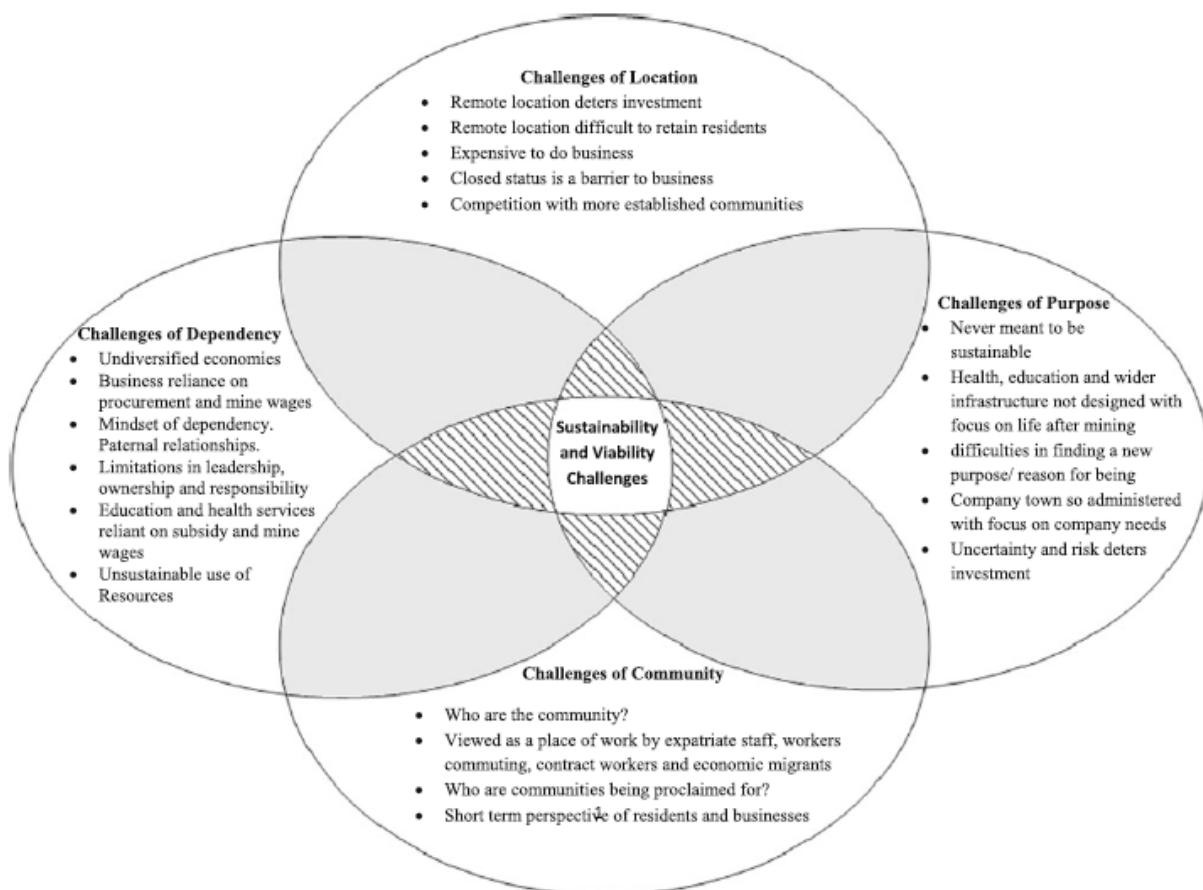 Challenges of Location
• Remote location deters investment
• Remote location difficult to retain residents
• Expensive to do business
• Closed status is a barrier to business
• Competition with more established communities
Challenges of Dependency
• Undiversified economies
• Business reliance on
procurement and mine wages
• Mindset of dependency.
Paternal relationships.
• Limitations in leadership,
ownership and responsibility
• Education and health services
reliant on subsidy and mine
wages
• Unsustainable use of
Resources
Sustainability
and Viability
Challenges
Challenges of Purpose
• Never meant to be
sustainable
• Health, education and wider
infrastructure not designed with
focus on life after mining
• difficulties in finding a new
purpose/ reason for being
• Company town so administered
with focus on company needs
• Uncertainty and risk deters
investment
Challenges of Community
• Who are the community?
• Viewed as a place of work by expatriate staff, workers
commuting, contract workers and economic migrants
• Who are communities being proclaimed for?
• Short term perspective of residents and businesses